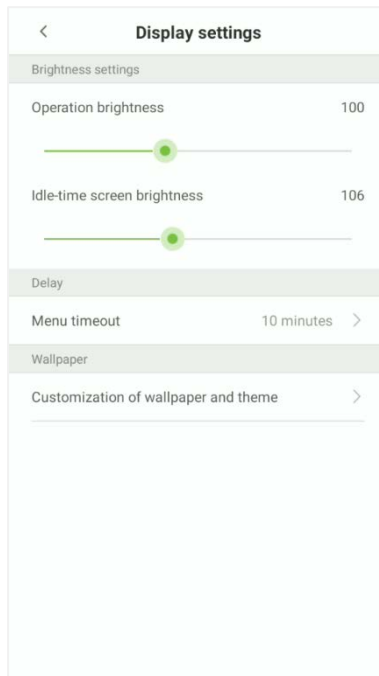 Display settings
Brightness settings
Operation brightness 100
Idle-time screen brightness 106
Delay
Menu timeout 10 minutes
Wallpaper
Customization of wallpaper and theme